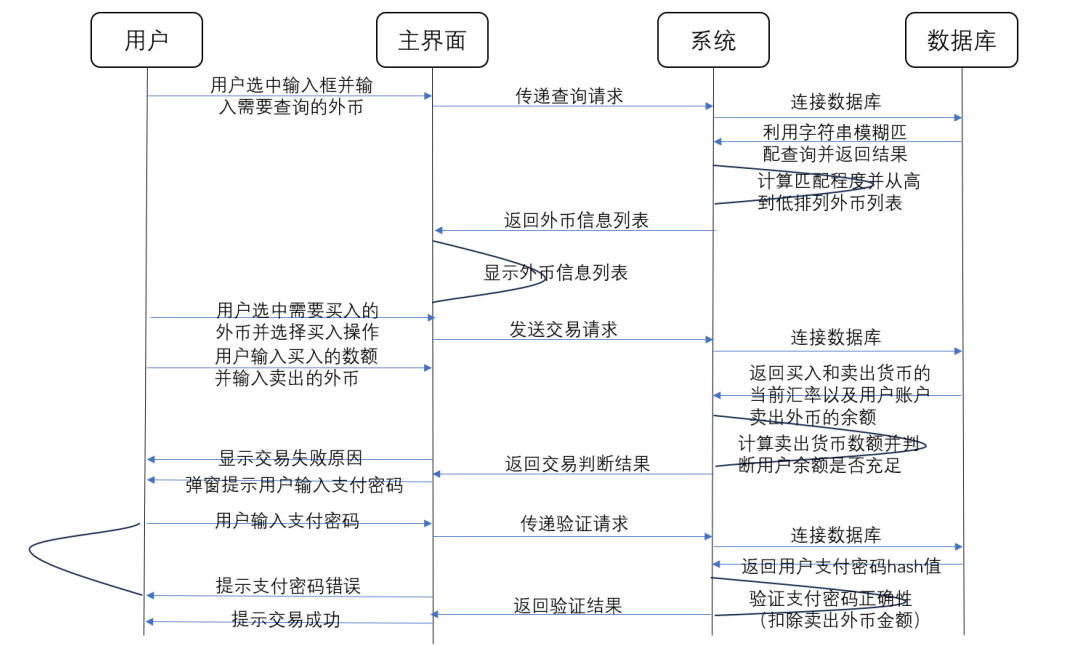 用户
主界面
系统
数据库
用户选中输入框并输
入需要查询的外币
传递查询请求
连接数据库
利用字符串模糊匹
配查询并返回结果
计算匹配程度并从高
到低排列外币列表
返回外币信息列表
显示外币信息列表
用户选中需要买入的
外币并选择买入操作
发送交易请求
连接数据库
用户输入买入的数额
并输入卖出的外币
返回买入和卖出货币的
当前汇率以及用户账户
卖出外币的余额
计算卖出货币数额并判
断用户余额是否充足
返回交易判断结果
显示交易失败原因
弹窗提示用户输入支付密码
用户输入支付密码
传递验证请求
连接数据库
返回用户支付密码hash值
验证支付密码正确性
（扣除卖出外币金额）
返回验证结果
提示支付密码错误
提示交易成功